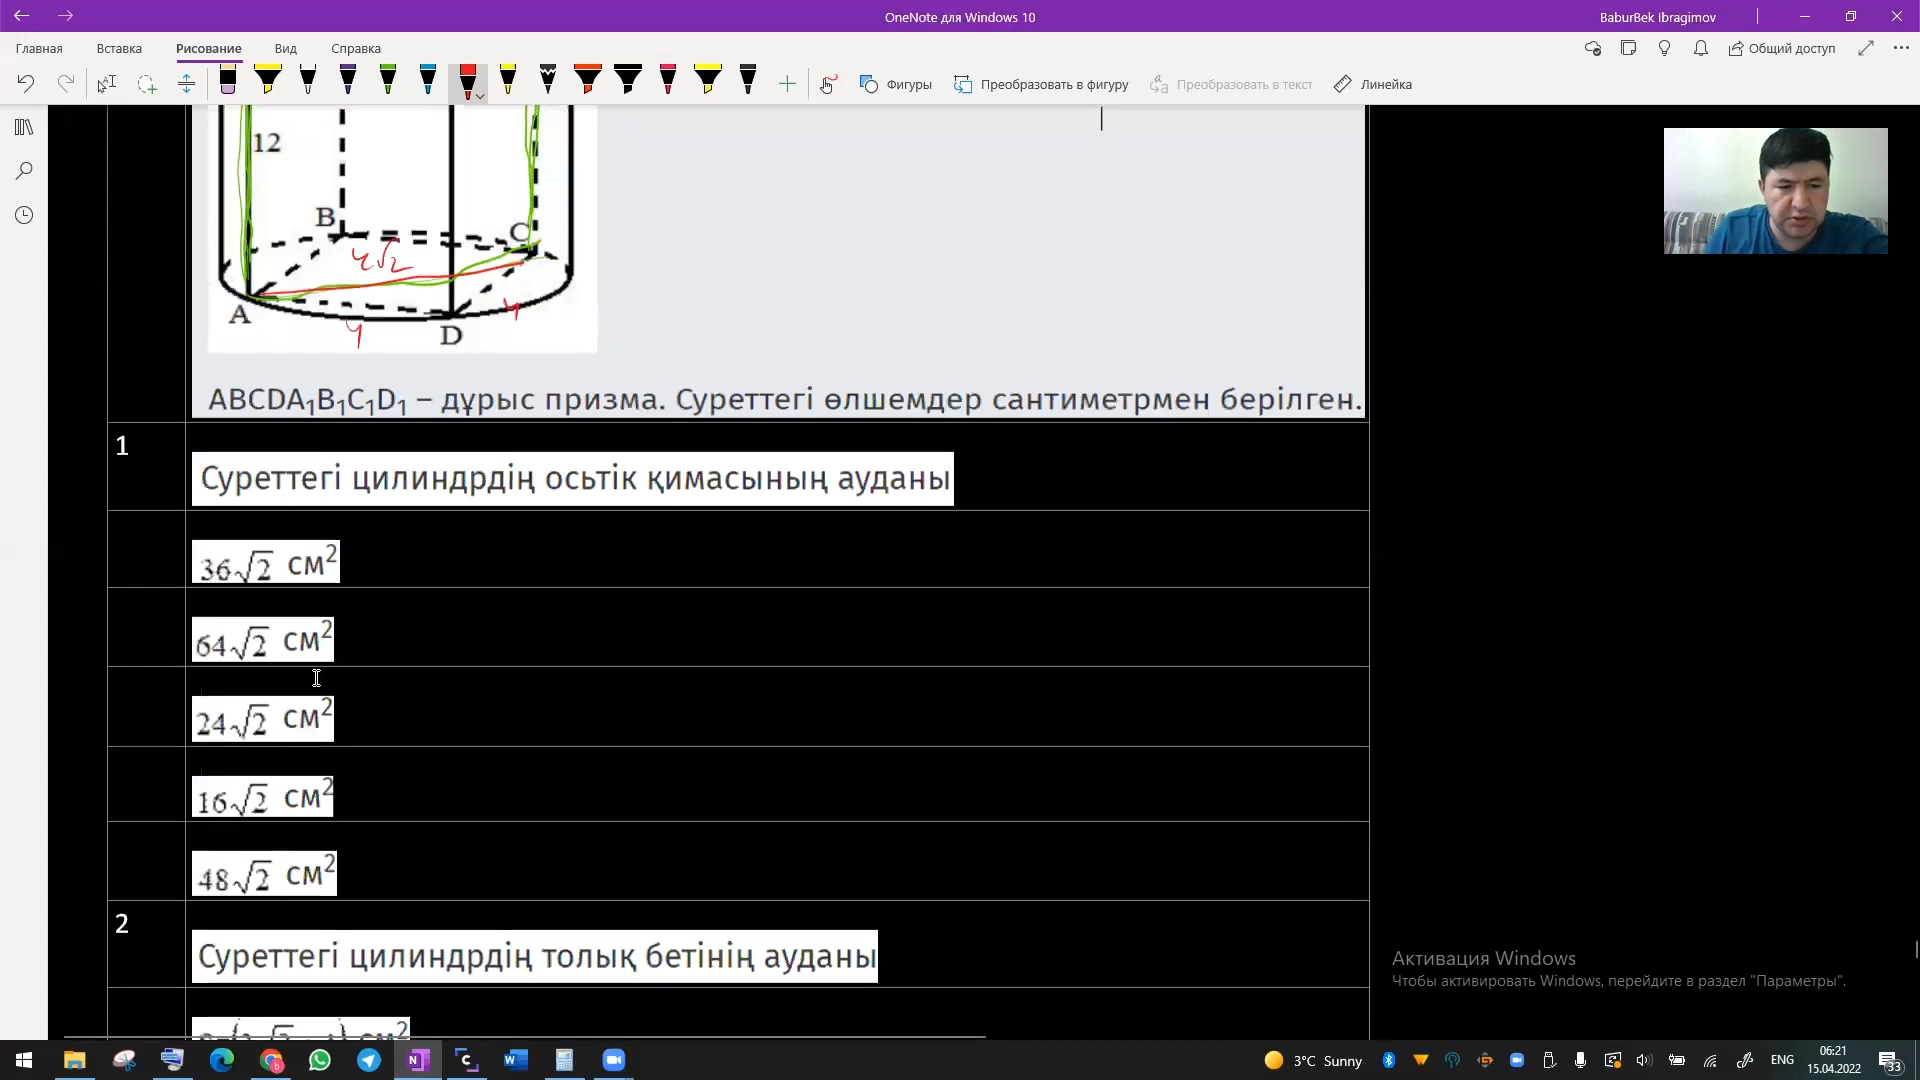 OneNote для Windows 10
BaburBek Ibragimov
Главная Вставка Рисование Вид Справка
Общий доступ
Фигуры Преобразовать в фигуру Преобразовать в текст Линейка
12
B
C
4√2
A
4
4
D
ABCDA₁B₁C₁D₁ – дұрыс призма. Суреттегі өлшемдер сантиметрмен берілген.
1
Суреттегі цилиндрдің осьтік қимасының ауданы
36√2 см²
64√2 см²
24√2 см²
16√2 см²
48√2 см²
2
Суреттегі цилиндрдің толық бетінің ауданы
Активация Windows
Чтобы активировать Windows, перейдите в раздел "Параметры".
3°C Sunny
ENG
06:21
15.04.2022
33